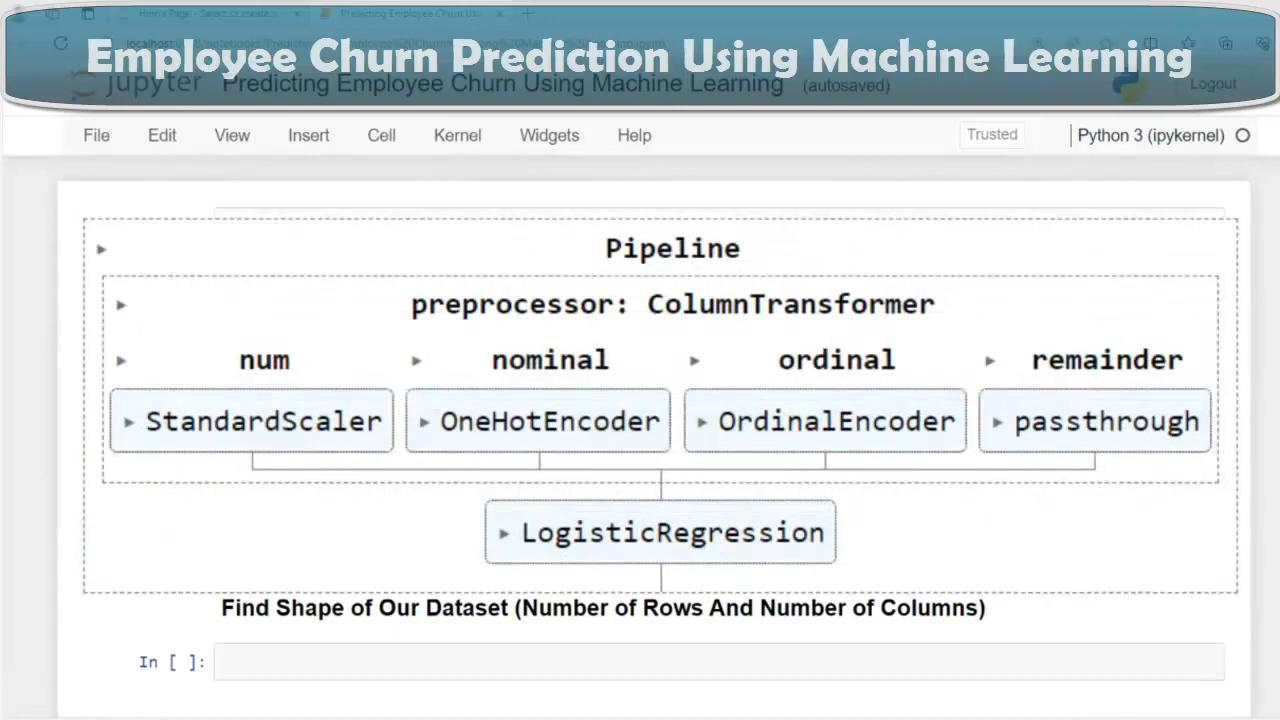 Employee Churn Prediction Using Machine Learning
jupyter Predicting Employee Churn Using Machine Learning (autosaved) Logout
File Edit View Insert Cell Kernel Widgets Help Trusted Python 3 (ipykernel)
Pipeline
preprocessor: ColumnTransformer
num nominal ordinal remainder
StandardScaler OneHotEncoder OrdinalEncoder passthrough
LogisticRegression
Find Shape of Our Dataset (Number of Rows And Number of Columns)
In [ ]: